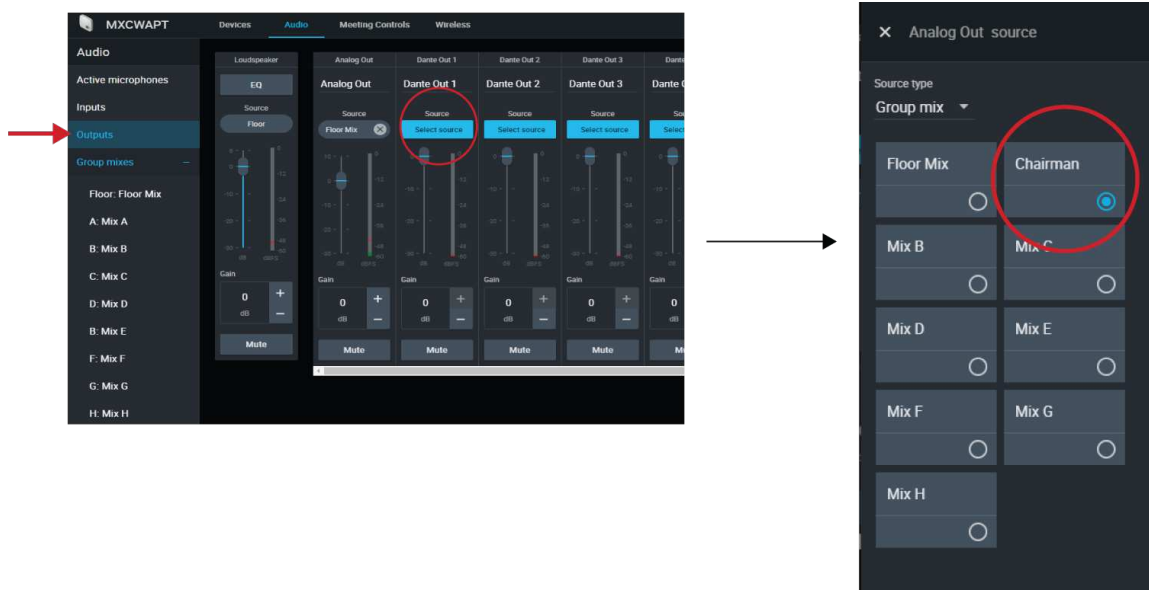 MXCWAPT
Devices Audio Meeting Controls Wireless
Audio
Active microphones
Inputs
Outputs
Group mixes –
Floor: Floor Mix
A: Mix A
B: Mix B
C: Mix C
D: Mix D
B: Mix E
F: Mix F
G: Mix G
H: Mix H
Loudspeaker
EQ
Source
Floor
Gain
0 +
dB –
Mute
Analog Out
Analog Out
Source
Floor Mix
Gain
0 +
dB –
Mute
Dante Out 1
Dante Out 1
Source
Select source
Gain
0 +
dB –
Mute
Dante Out 2
Dante Out 2
Source
Select source
Gain
0 +
dB –
Mute
Dante Out 3
Dante Out 3
Source
Select source
Gain
0 +
dB –
Mute
Gain
0
dB
× Analog Out source
Source type
Group mix
Floor Mix Chairman
Mix B Mix C
Mix D Mix E
Mix F Mix G
Mix H